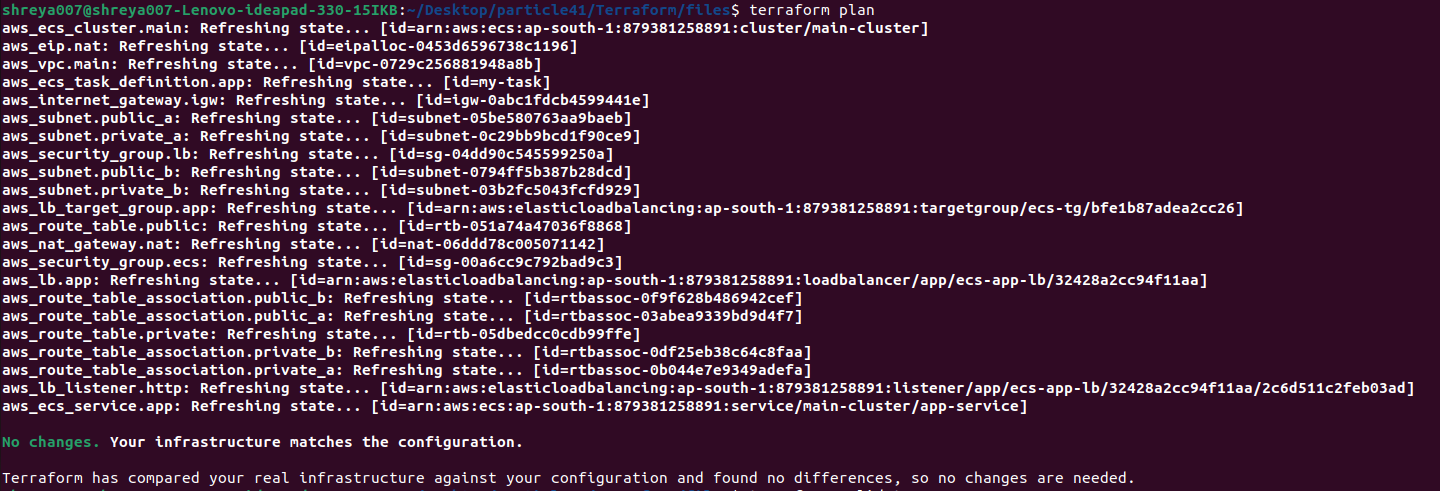 shreya007@shreya007-Lenovo-ideapad-330-15IKB:~/Desktop/particle41/Terraform/files$ terraform plan
aws_ecs_cluster.main: Refreshing state... [id=arn:aws:ecs:ap-south-1:879381258891:cluster/main-cluster]
aws_eip.nat: Refreshing state... [id=eipalloc-0453d6596738c1196]
aws_vpc.main: Refreshing state... [id=vpc-0729c256881948a8b]
aws_ecs_task_definition.app: Refreshing state... [id=my-task]
aws_internet_gateway.igw: Refreshing state... [id=igw-0abc1fdcb4599441e]
aws_subnet.public_a: Refreshing state... [id=subnet-05be580763aa9baeb]
aws_subnet.private_a: Refreshing state... [id=subnet-0c29bb9bcd1f90ce9]
aws_security_group.lb: Refreshing state... [id=sg-04dd90c545599250a]
aws_subnet.public_b: Refreshing state... [id=subnet-0794ff5b387b28dcd]
aws_subnet.private_b: Refreshing state... [id=subnet-03b2fc5043fcfd929]
aws_lb_target_group.app: Refreshing state... [id=arn:aws:elasticloadbalancing:ap-south-1:879381258891:targetgroup/ecs-tg/bfe1b87adea2cc26]
aws_route_table.public: Refreshing state... [id=rtb-051a74a47036f8868]
aws_nat_gateway.nat: Refreshing state... [id=nat-06ddd78c005071142]
aws_security_group.ecs: Refreshing state... [id=sg-00a6cc9c792bad9c3]
aws_lb.app: Refreshing state... [id=arn:aws:elasticloadbalancing:ap-south-1:879381258891:loadbalancer/app/ecs-app-lb/32428a2cc94f11aa]
aws_route_table_association.public_b: Refreshing state... [id=rtbassoc-0f9f628b486942cef]
aws_route_table_association.public_a: Refreshing state... [id=rtbassoc-03abea9339bd9d4f7]
aws_route_table.private: Refreshing state... [id=rtb-05dbedcc0cdb99ffe]
aws_route_table_association.private_b: Refreshing state... [id=rtbassoc-0df25eb38c64c8faa]
aws_route_table_association.private_a: Refreshing state... [id=rtbassoc-0b044e7e9349adefa]
aws_lb_listener.http: Refreshing state... [id=arn:aws:elasticloadbalancing:ap-south-1:879381258891:listener/app/ecs-app-lb/32428a2cc94f11aa/2c6d511c2feb03ad]
aws_ecs_service.app: Refreshing state... [id=arn:aws:ecs:ap-south-1:879381258891:service/main-cluster/app-service]
No changes. Your infrastructure matches the configuration.
Terraform has compared your real infrastructure against your configuration and found no differences, so no changes are needed.